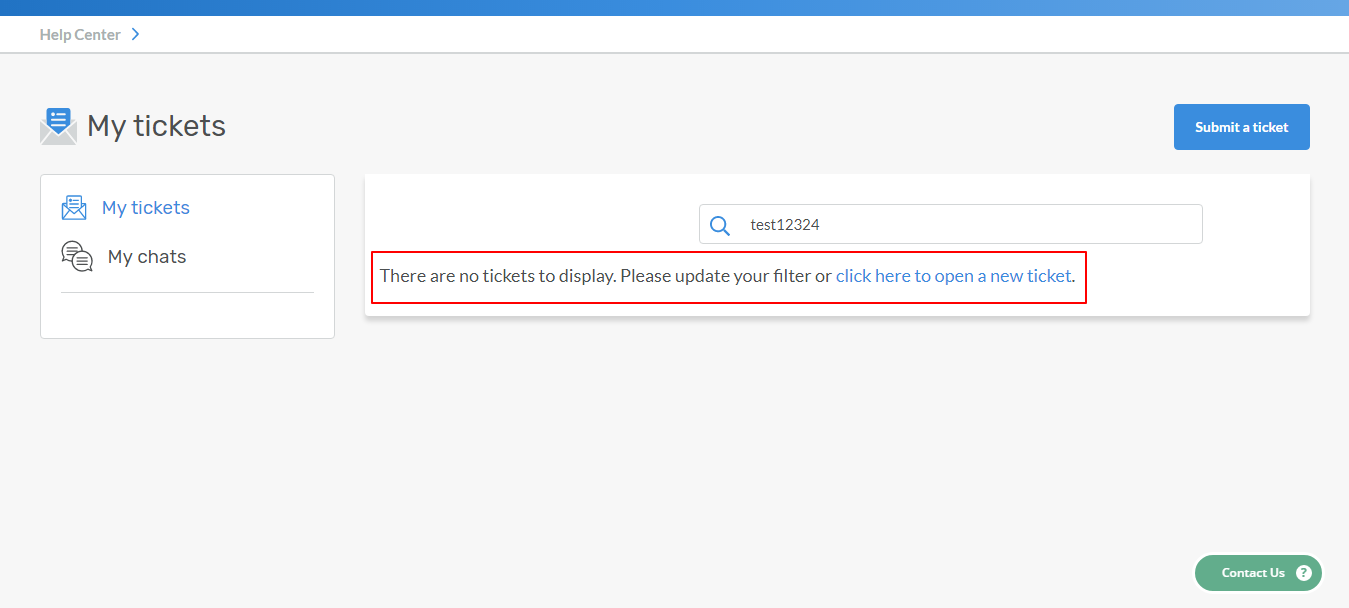 Help Center
My tickets
Submit a ticket
My tickets
My chats
test12324
There are no tickets to display. Please update your filter or click here to open a new ticket.
Contact Us ?